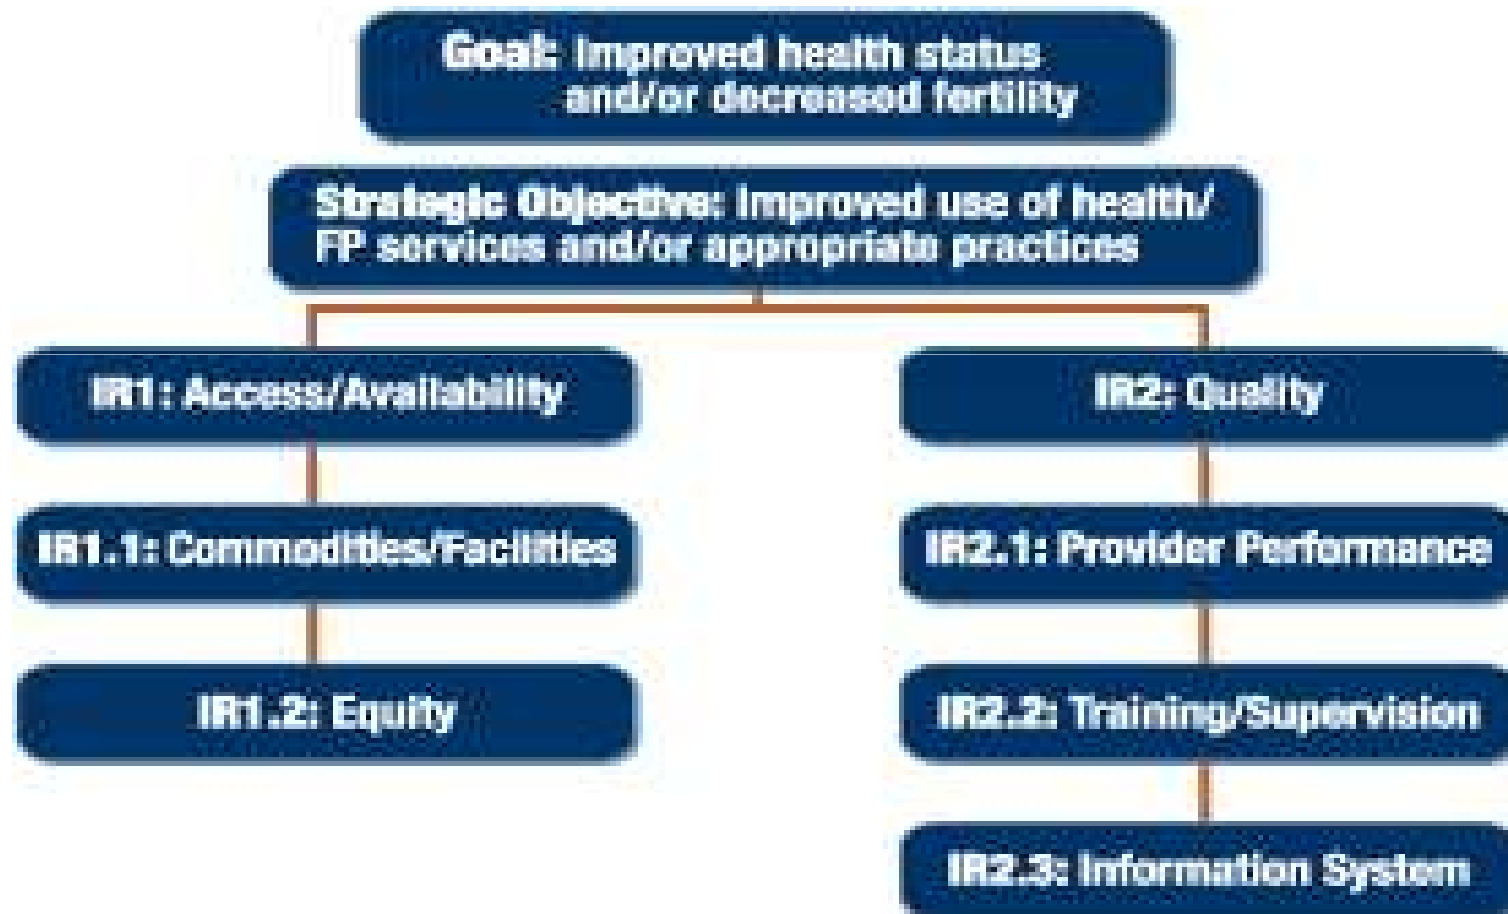 Goal: Improved health status
and/or decreased fertility
Strategic Objective: Improved use of health/
FP services and/or appropriate practices
IR1: Access/Availability
IR2: Quality
IR1.1: Commodities/Facilities
IR2.1: Provider Performance
IR1.2: Equity
IR2.2: Training/Supervision
IR2.3: Information System